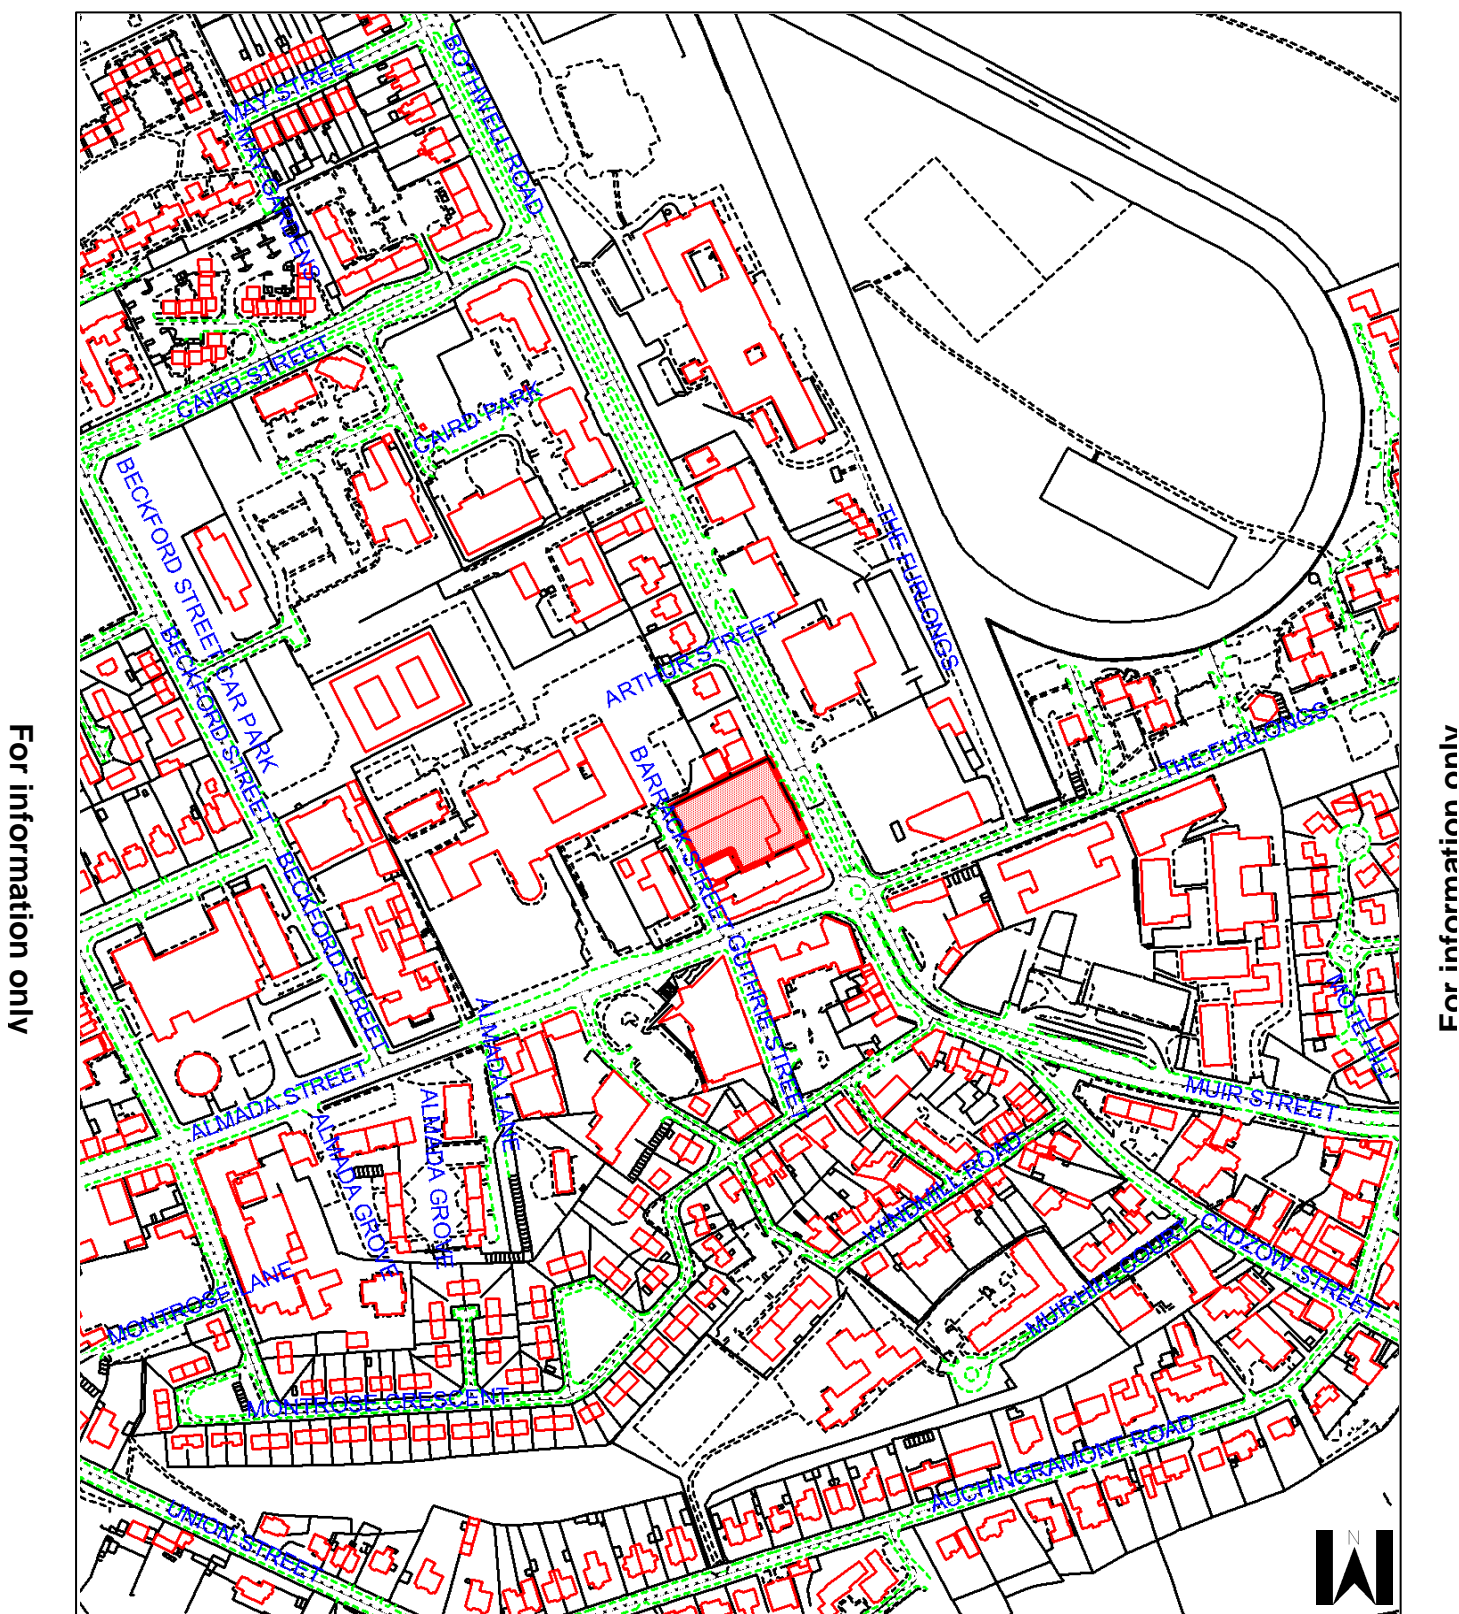 BOTHWELL ROAD
MAY STREET
MAY GARDENS
CAIRD STREET
CAIRD PARK
BECKFORD STREET CAR PARK
BECKFORD STREET
THE FURLONGS
ARTHUR STREET
THE FURLONGS
BARRACK STREET
For information only
For information only
BECKFORD STREET
GUTHRIE STREET
MOTEHILL
ALMADA STREET
ALMADA LANE
ALMADA GROVE
ALMADA GROVE
MUIR STREET
WINDMILL ROAD
CADZOW STREET
MUIRHILL COURT
MONTROSE LANE
MONTROSE CRESCENT
AUCHINGRAMONT ROAD
UNION STREET
N